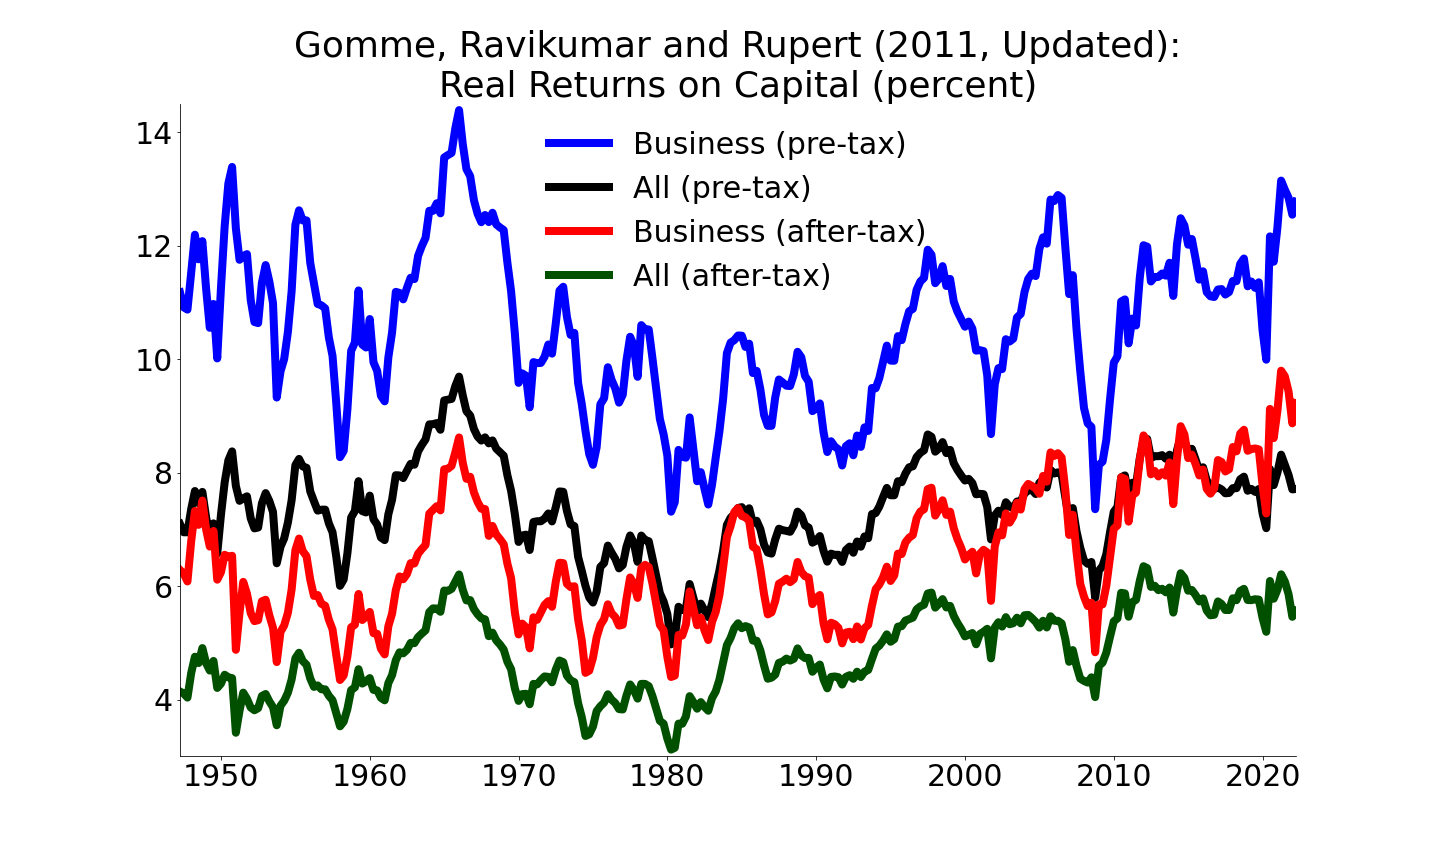 Gomme, Ravikumar and Rupert (2011, Updated):
Real Returns on Capital (percent)
Business (pre-tax)
All (pre-tax)
Business (after-tax)
All (after-tax)
14
12
10
8
6
4
1950 1960 1970 1980 1990 2000 2010 2020